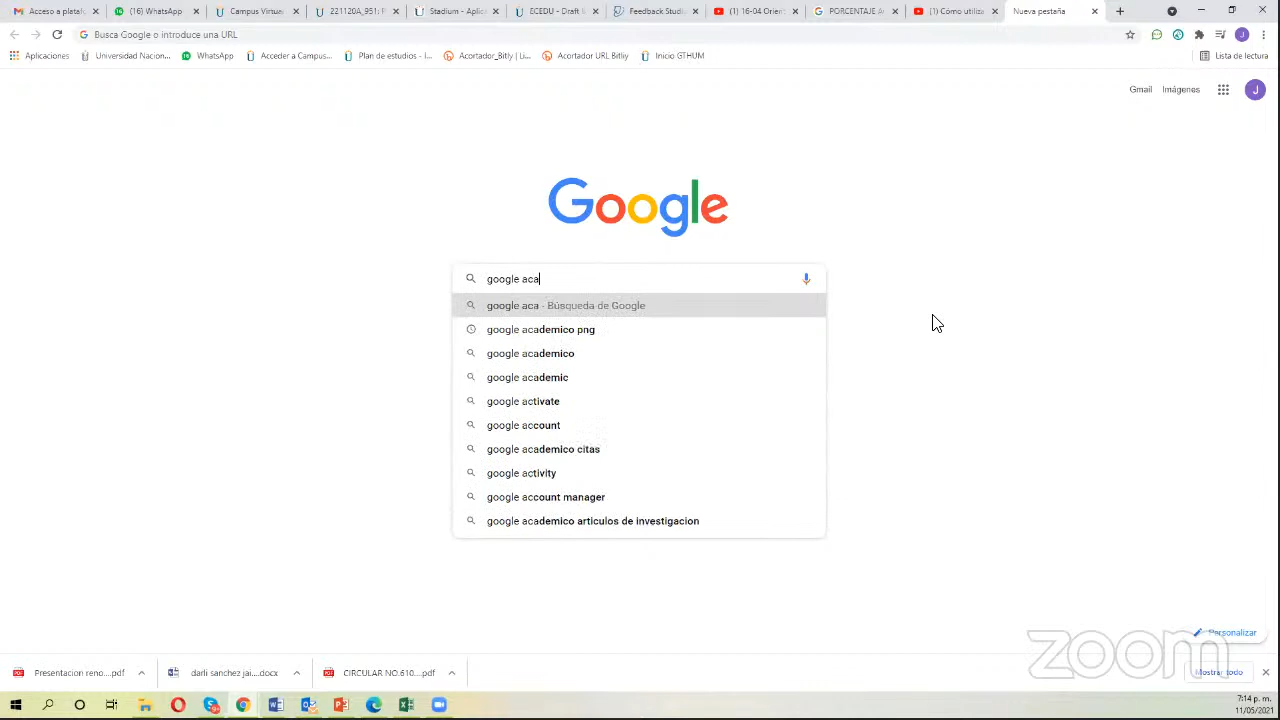 Acceso a platafo
(16) WhatsApp
Campus Virtua
221120A_951: F
Stadium - Aplic
ECEDU - Draft S
Feedback Studi
(1) 16-04 Orien
PORCENTAJE A
(1) Cómo utiliz
Nueva pestaña
Busca Google o introduce una URL
Aplicaciones
Universidad Nacion...
WhatsApp
Acceder a Campus...
Plan de estudios - I...
Acortador_Bitly | Li...
Acortador URL Bitliy
Inicio GTHUM
Lista de lectura
Gmail
Imágenes
J
Google
google aca
google aca - Búsqueda de Google
google academico png
google academico
google academic
google activate
google account
google academico citas
google activity
google account manager
google academico articulos de investigacion
Personalizar
zoom
Presentacion reno....pdf
darli sanchez jai....docx
CIRCULAR NO.610....pdf
Mostrar todo
7:14 p. m.
11/05/2021